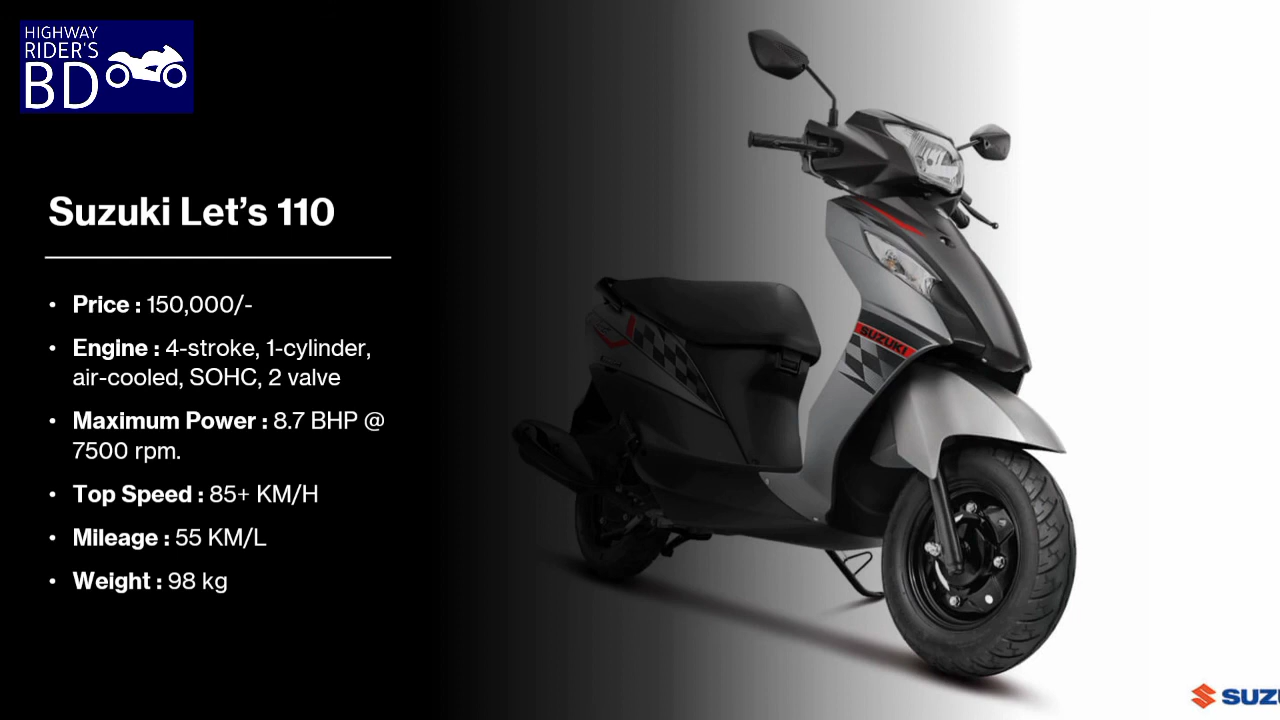 HIGHWAY
RIDER'S
BD
Suzuki Let's 110
• Price : 150,000/-
• Engine : 4-stroke, 1-cylinder,
air-cooled, SOHC, 2 valve
• Maximum Power : 8.7 BHP @
7500 rpm.
• Top Speed : 85+ KM/H
• Mileage : 55 KM/L
• Weight : 98 kg
SUZUKI
SUZ